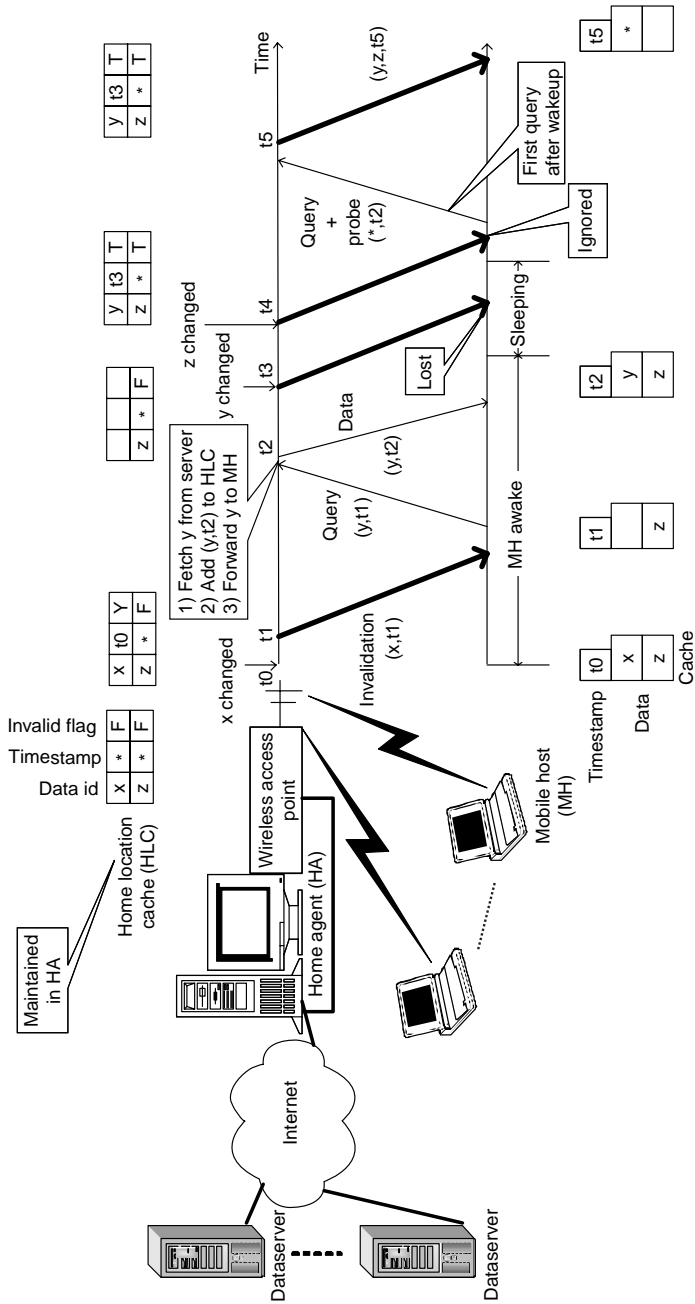 Maintained
in HA
Home location
cache (HLC)
Invalid flag
Timestamp
Data id
x * F
z * F
x t0 Y
z * F
z * F
y t3 T
z * T
y t3 T
z * T
Dataserver
Dataserver
Internet
Home agent (HA)
Wireless access
point
Mobile host
(MH)
x changed
t0
t1
1) Fetch y from server
2) Add (y,t2) to HLC
3) Forward y to MH
t2
y changed
t3
z changed
t4
t5
Time
Invalidation
(x,t1)
Query
(y,t1)
Data
(y,t2)
Lost
Query
+
probe
(*,t2)
(y,z,t5)
First query
after wakeup
Ignored
MH awake
Sleeping
Timestamp
Data
Cache
t0
x
z
t1
z
t2
y
z
t5
*